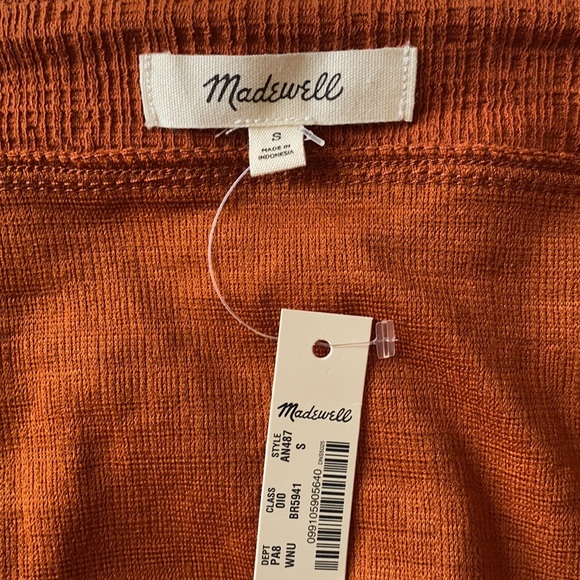 Madewell
S
MADE IN
INDONESIA
Madewell
DEPT CLASS STYLE
PA8 010 AN487
WNU BR5941 S
099105905640